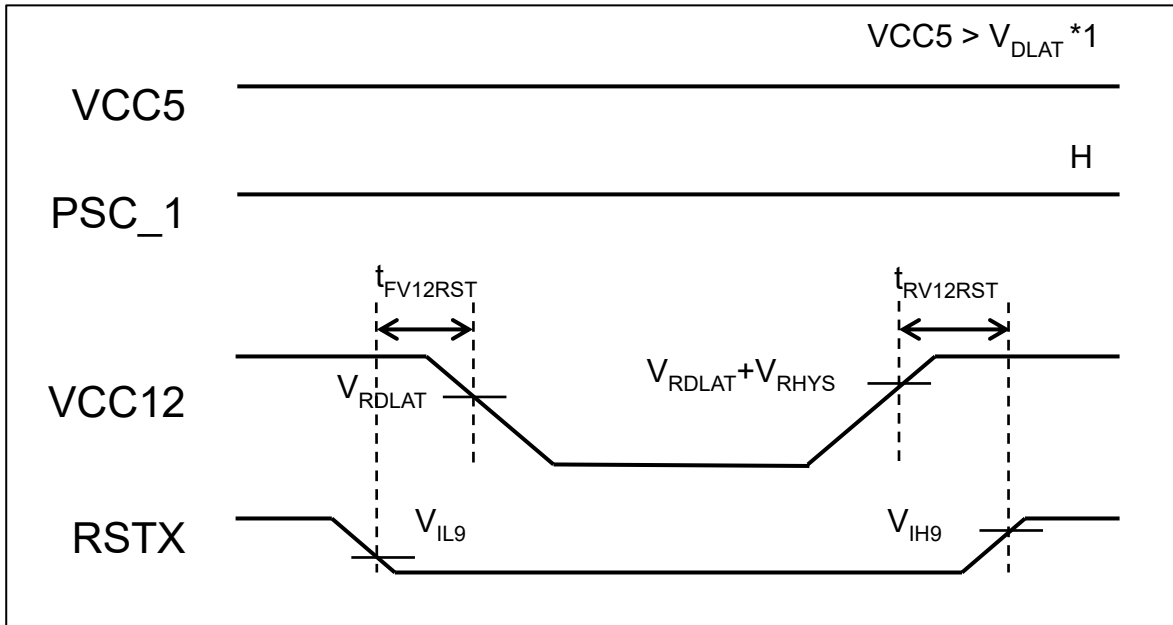 VCC5 > VDLAT *1
VCC5
H
PSC_1
tFV12RST
tRV12RST
VRDLAT
VRDLAT+VRHYS
VCC12
VIL9
VIH9
RSTX